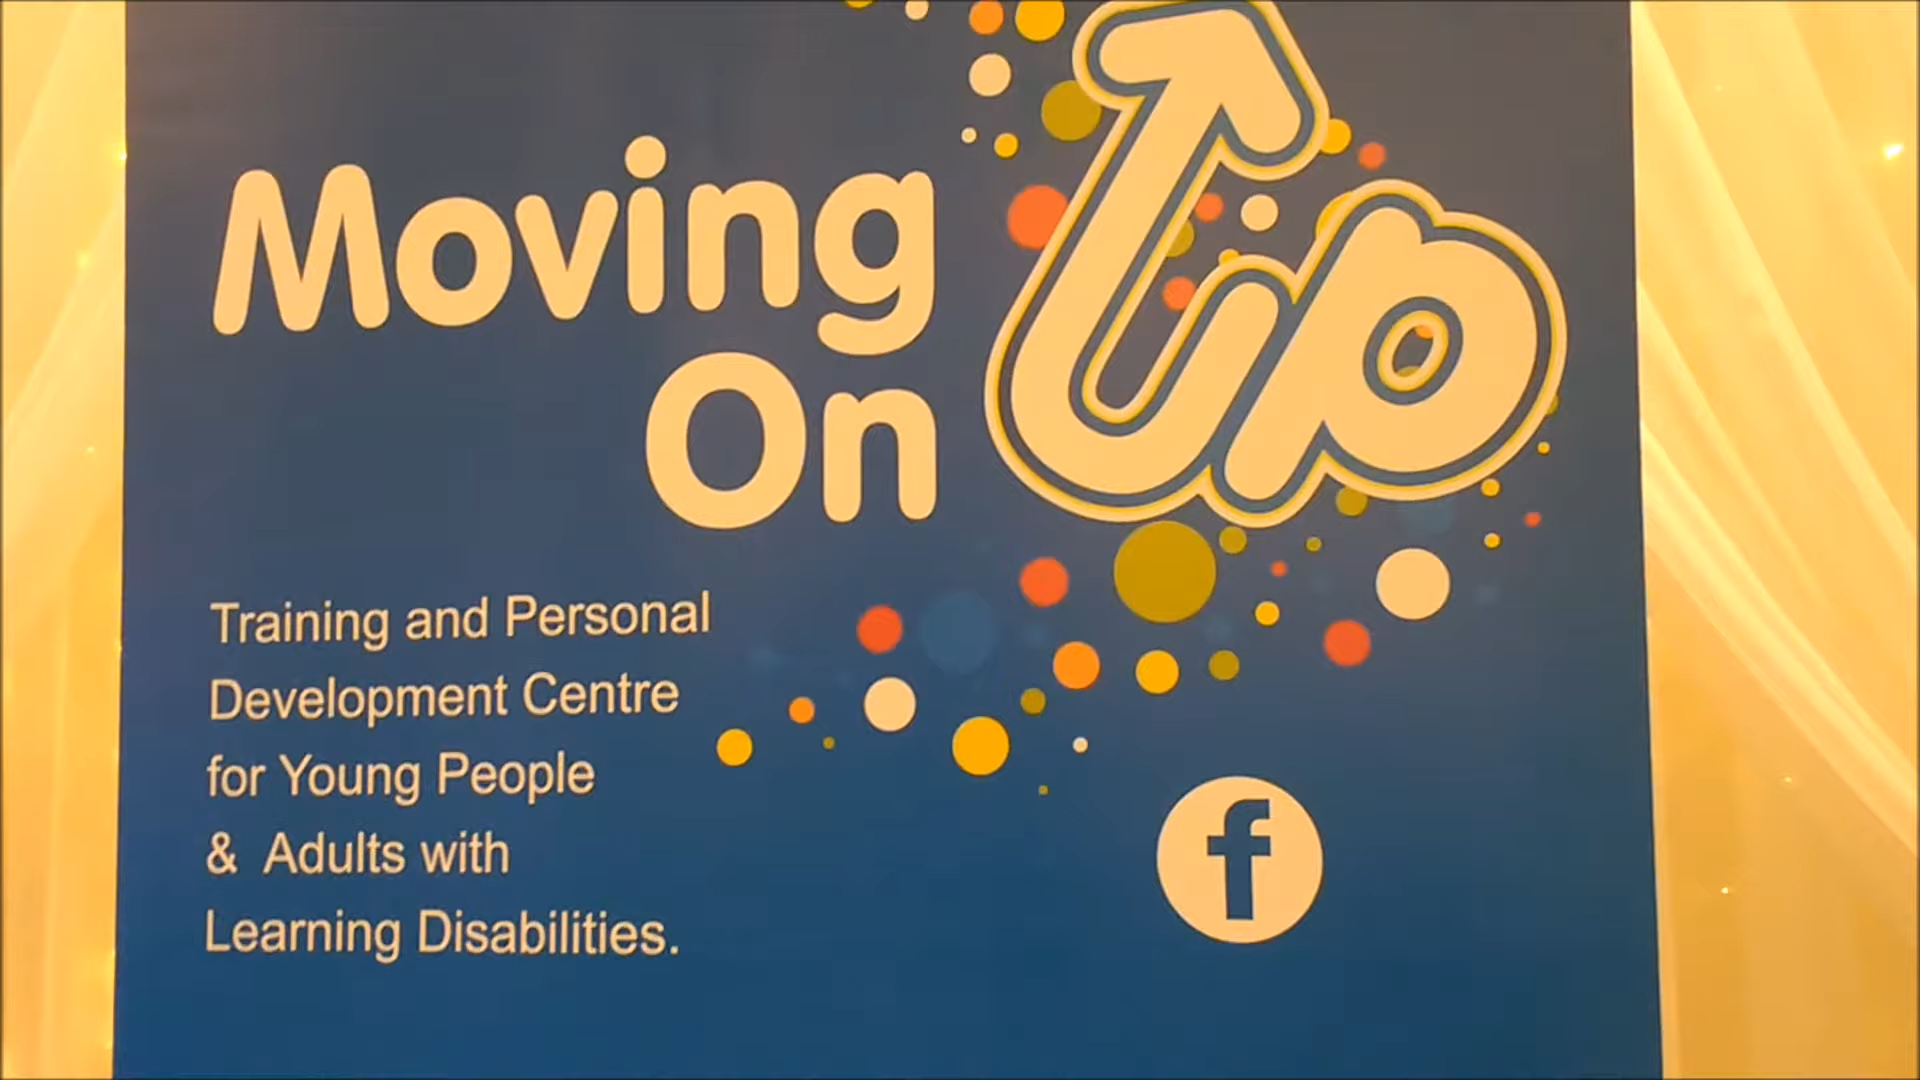 Moving
On Up
Training and Personal
Development Centre
for Young People
& Adults with
Learning Disabilities.
f